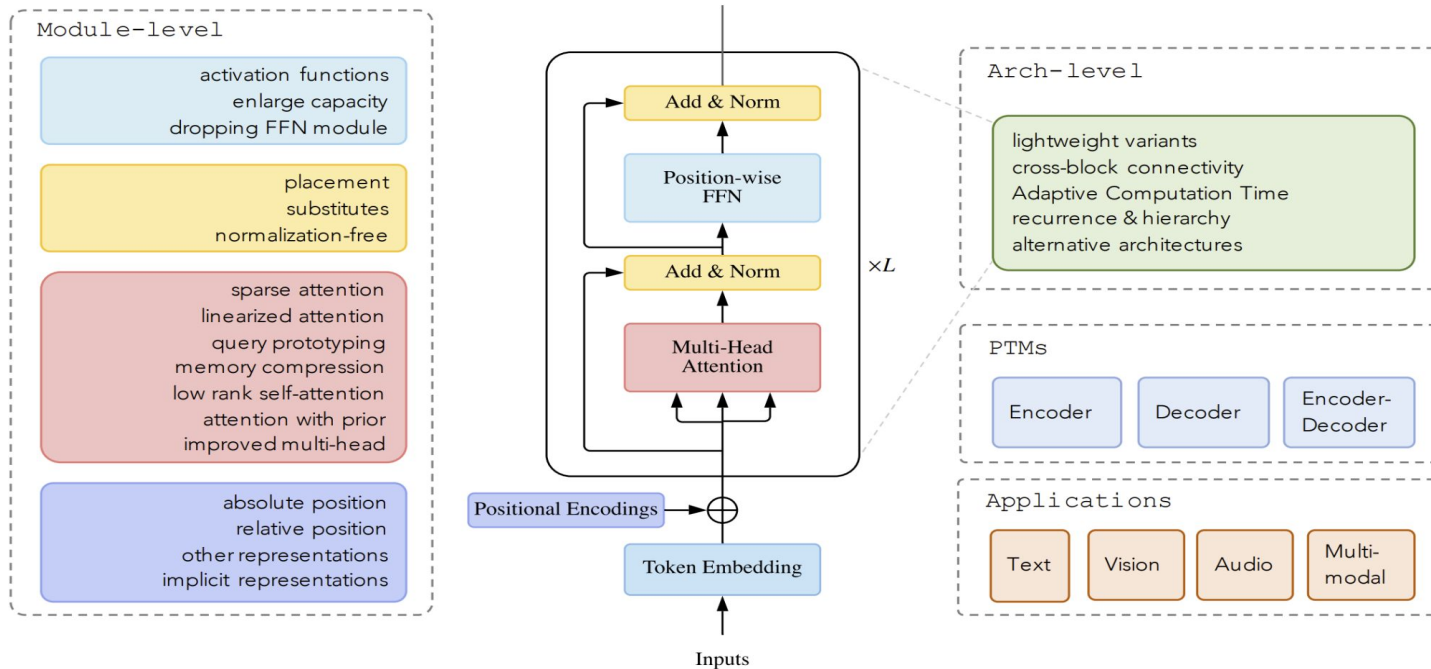 Module-level
activation functions
enlarge capacity
dropping FFN module
placement
substitutes
normalization-free
sparse attention
linearized attention
query prototyping
memory compression
low rank self-attention
attention with prior
improved multi-head
absolute position
relative position
other representations
implicit representations
Add & Norm
Position-wise
FFN
Add & Norm
×L
Multi-Head
Attention
Positional Encodings
Token Embedding
Inputs
Arch-level
lightweight variants
cross-block connectivity
Adaptive Computation Time
recurrence & hierarchy
alternative architectures
PTMs
Encoder
Decoder
Encoder-
Decoder
Applications
Text
Vision
Audio
Multi-
modal